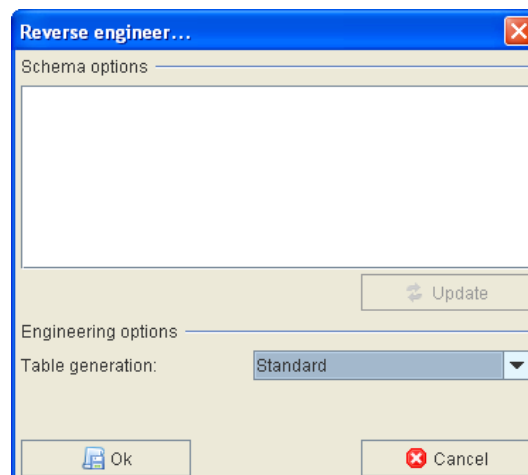 Reverse engineer...
Schema options
Update
Engineering options
Table generation: Standard
Ok Cancel